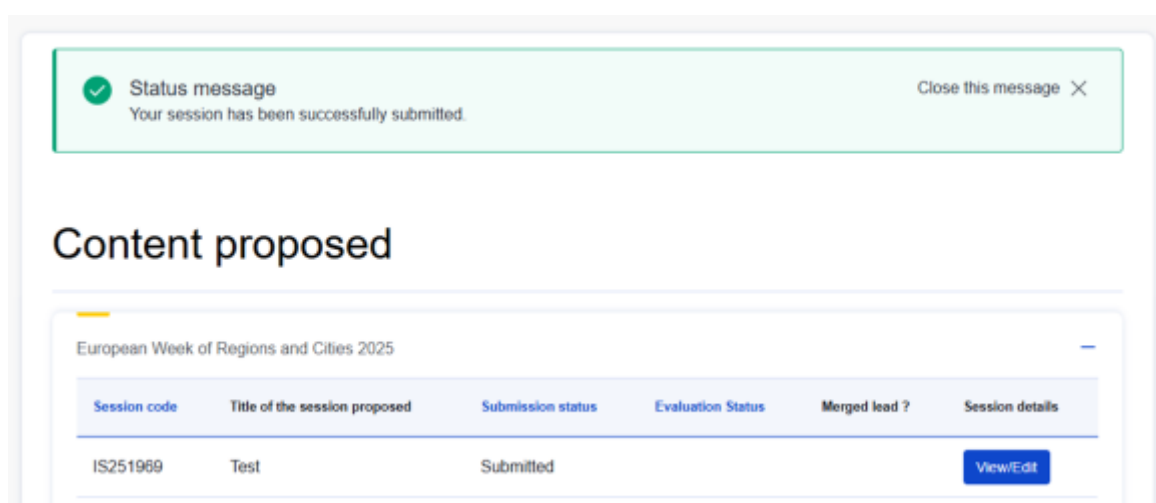 Status message
Close this message
Your session has been successfully submitted.
Content proposed
European Week of Regions and Cities 2025
Session code Title of the session proposed Submission status Evaluation Status Merged lead ? Session details
IS251969 Test Submitted View/Edit